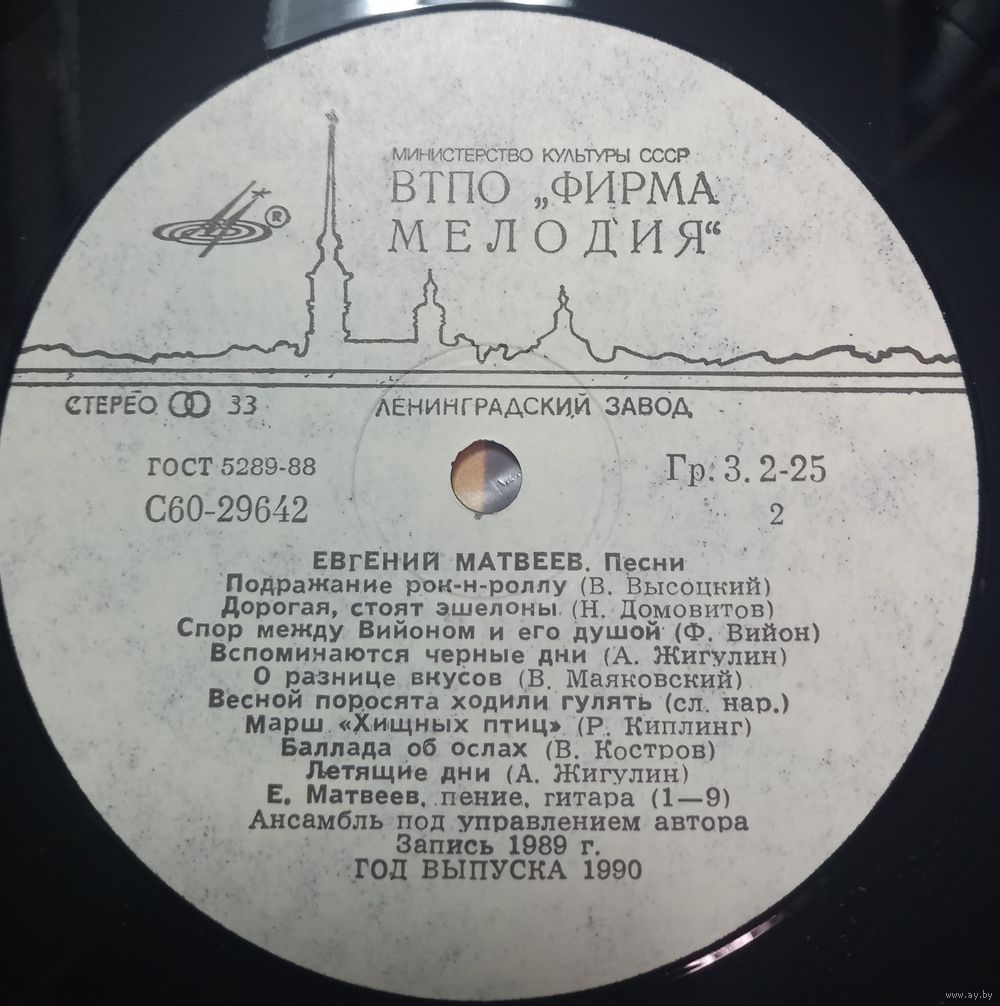 МИНИСТЕРСТВО КУЛЬТУРЫ СССР
ВТПО „ФИРМА
МЕЛОДИЯ“
®
СТЕРЕО 33
ЛЕНИНГРАДСКИЙ ЗАВОД
ГОСТ 5289-88
Гр. 3. 2-25
С60-29642
2
ЕВГЕНИЙ МАТВЕЕВ. Песни
Подражание рок-н-роллу (В. Высоцкий)
Дорогая, стоят эшелоны (Н. Домовитов)
Спор между Вийоном и его душой (Ф. Вийон)
Вспоминаются черные дни (А. Жигулин)
О разнице вкусов (В. Маяковский)
Весной поросята ходили гулять (сл. нар.)
Марш «Хищных птиц» (Р. Киплинг)
Баллада об ослах (В. Костров)
Летящие дни (А. Жигулин)
Е. Матвеев, пение, гитара (1—9)
Ансамбль под управлением автора
Запись 1989 г.
ГОД ВЫПУСКА 1990
www.ay.by